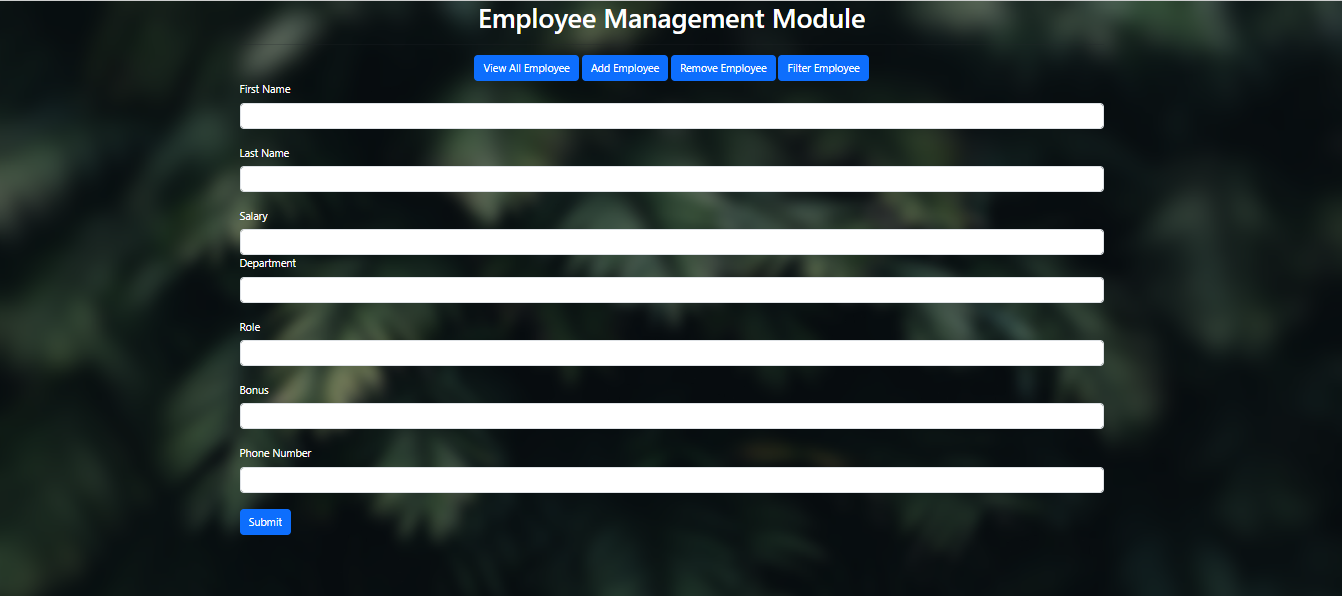 Employee Management Module
View All Employee Add Employee Remove Employee Filter Employee
First Name
Last Name
Salary
Department
Role
Bonus
Phone Number
Submit